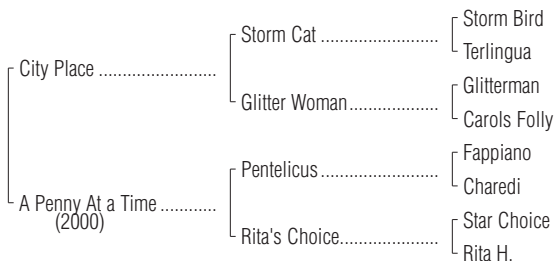 Storm Bird
Storm Cat ........................
Terlingua
City Place ........................
Glitterman
Glitter Woman..................
Carols Folly
Fappiano
Pentelicus ........................
Charedi
A Penny At a Time ...........
(2000)
Star Choice
Rita's Choice....................
Rita H.